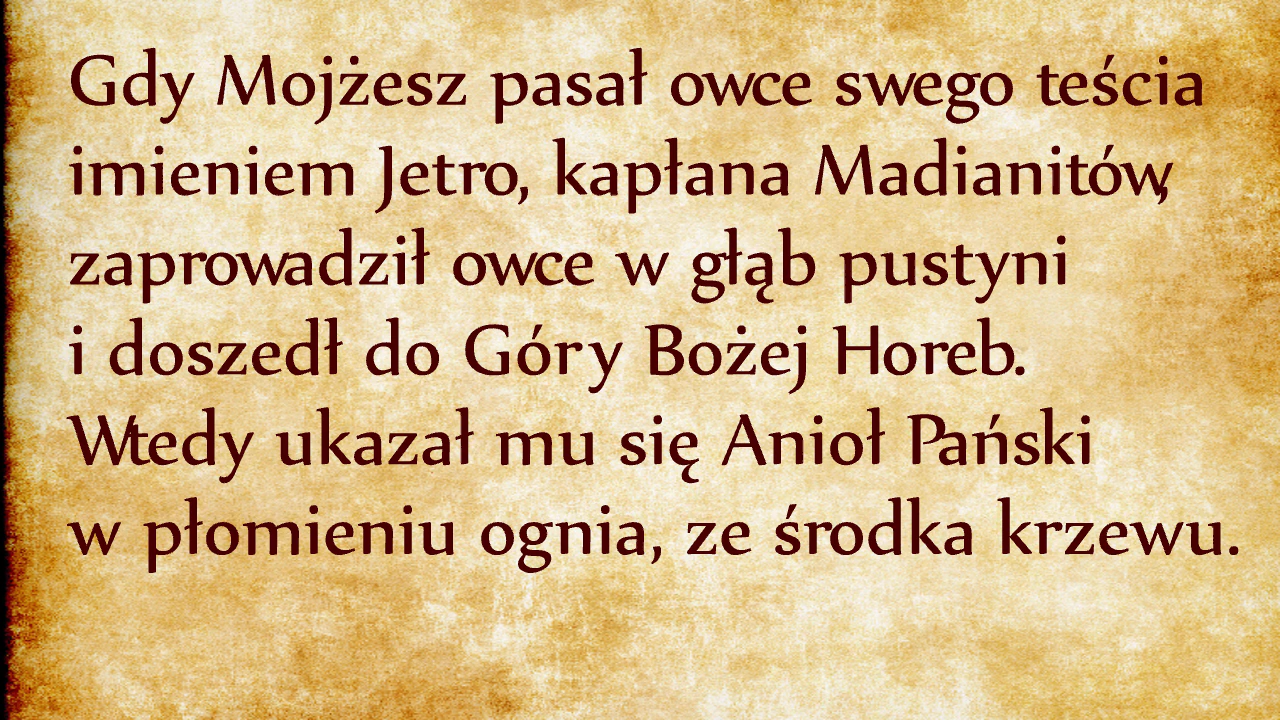 Gdy Mojżesz pasał owce swego teścia
imieniem Jetro, kapłana Madianitów,
zaprowadził owce w głąb pustyni
i doszedł do Góry Bożej Horeb.
Wtedy ukazał mu się Anioł Pański
w płomieniu ognia, ze środka krzewu.